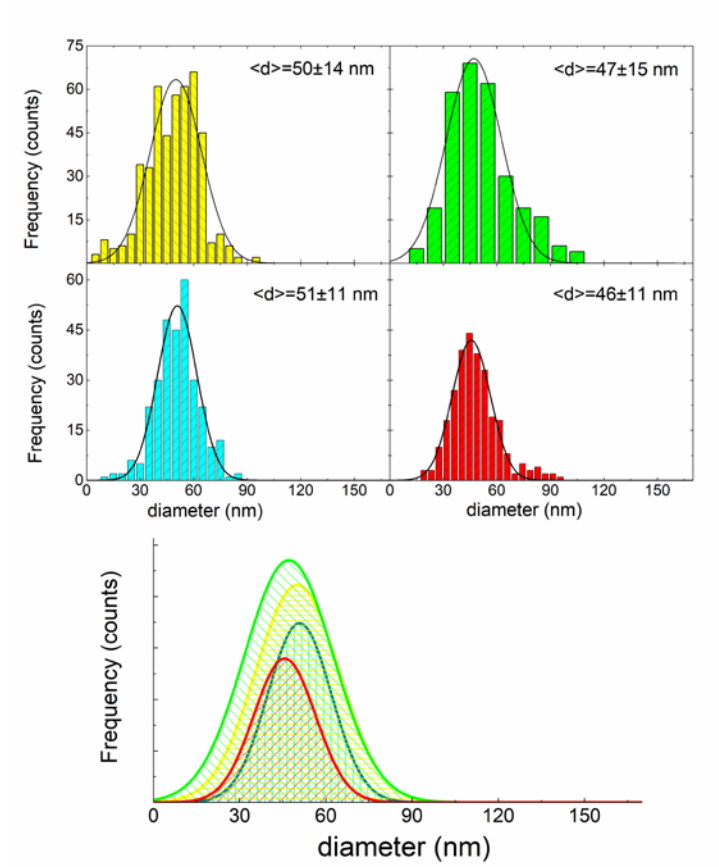 75
60
45
30
15
Frequency (counts)
<d>=50±14 nm
<d>=47±15 nm
60
45
30
15
0
Frequency (counts)
<d>=51±11 nm
<d>=46±11 nm
0 30 60 90 120 150
30 60 90 120 150
diameter (nm)
diameter (nm)
Frequency (counts)
0 30 60 90 120 150
diameter (nm)